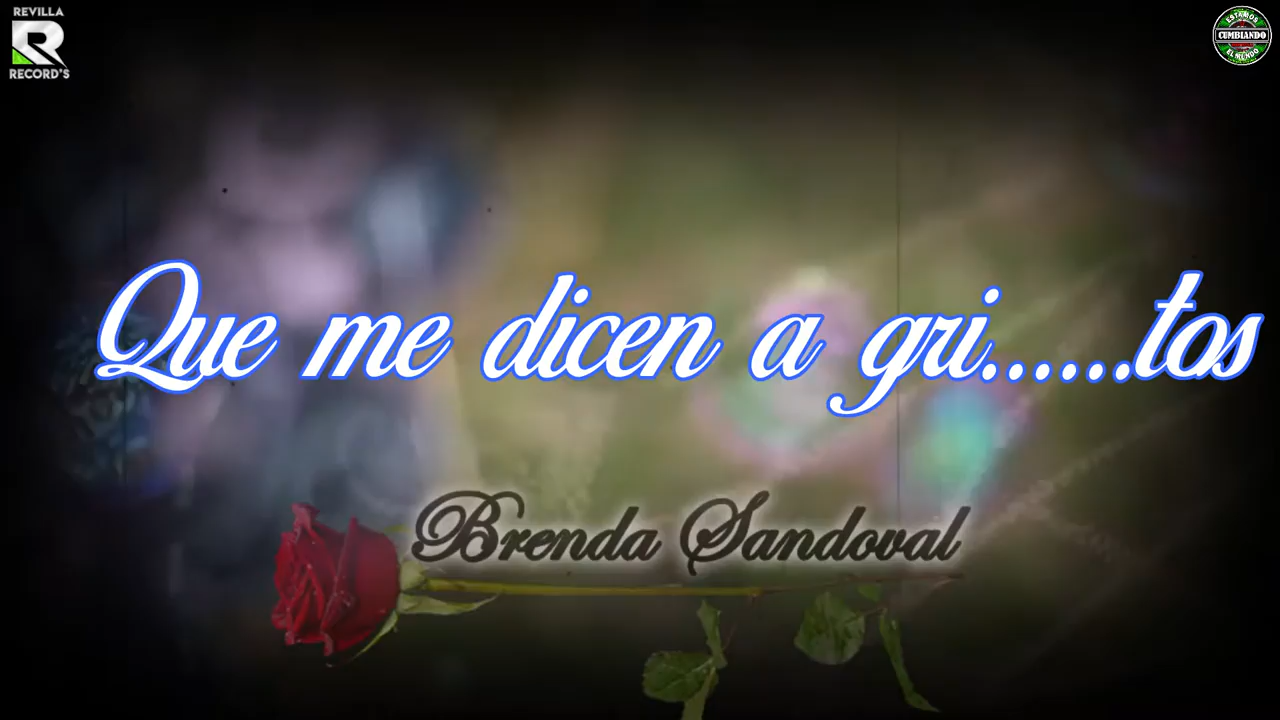 REVILLA
R
RECORD'S
ESTAMOS
CUMBIANDO
EL MUNDO
Que me dicen a gri......tos
Brenda Sandoval